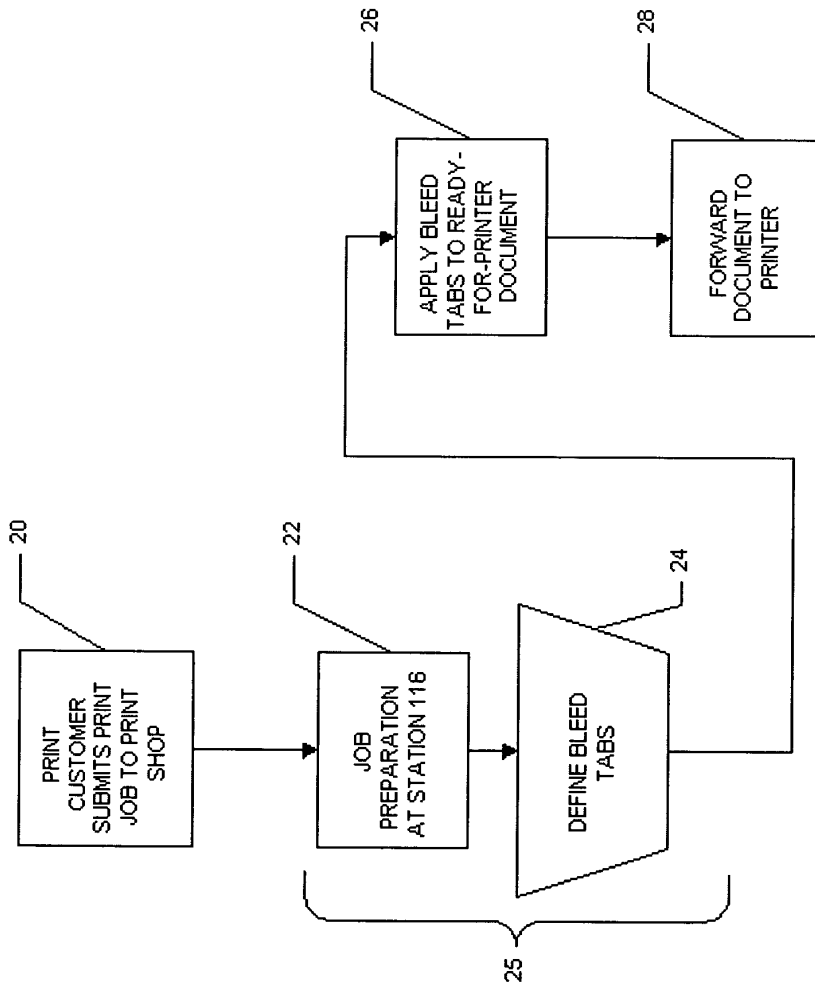 20
PRINT
CUSTOMER
SUBMITS PRINT
JOB TO PRINT
SHOP
22
JOB
PREPARATION
AT STATION 116
24
DEFINE BLEED
TABS
25
26
APPLY BLEED
TABS TO READY-
FOR-PRINTER
DOCUMENT
28
FORWARD
DOCUMENT TO
PRINTER